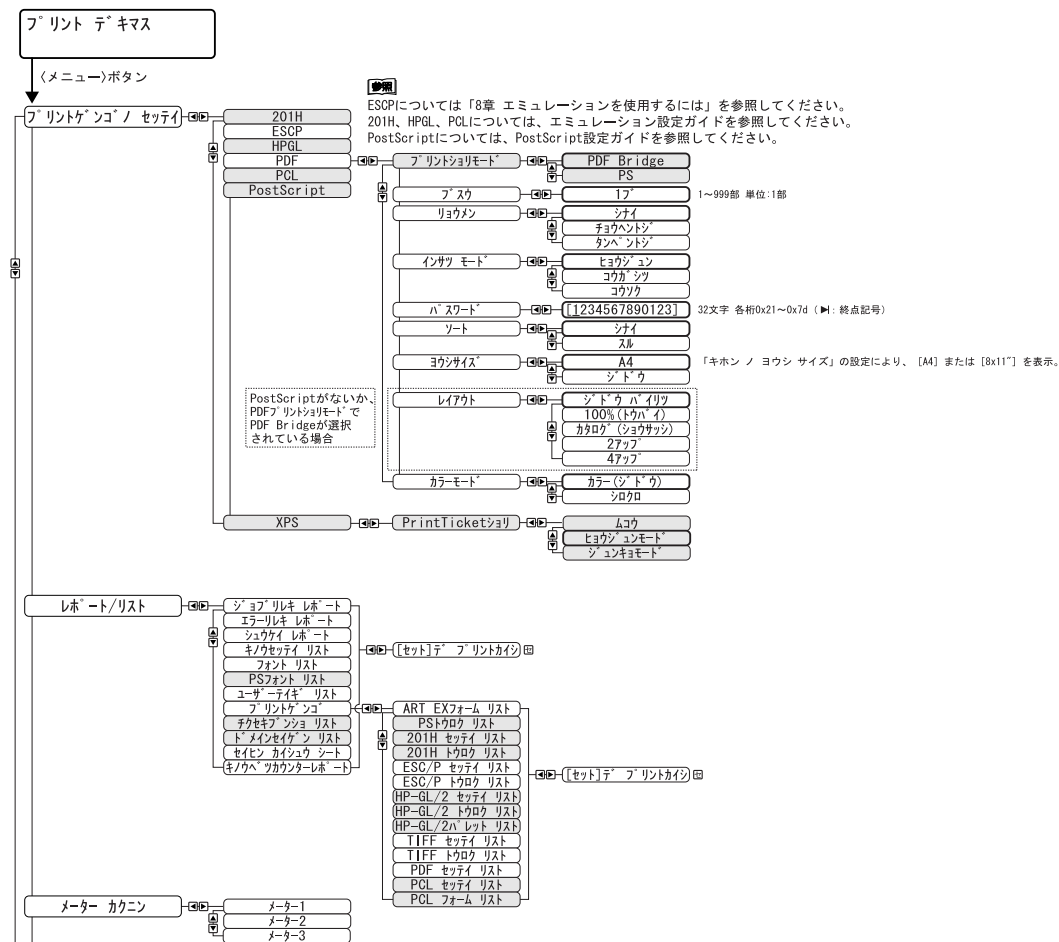 プリント デキマス
〈メニュー〉ボタン
参照
ESCPについては「8章 エミュレーションを使用するには」を参照してください。
201H、HPGL、PCLについては、エミュレーション設定ガイドを参照してください。
PostScriptについては、PostScript設定ガイドを参照してください。
プリントゲンゴノ セッテイ
201H
ESCP
HPGL
PDF
PCL
PostScript
プリントショリモード
PDF Bridge
PS
ブスウ
1ブ
1～999部 単位:1部
リョウメン
シナイ
チョウヘントジ
タンペントジ
インサツ モード
ヒョウジュン
コウガシツ
コウソク
パスワード
[1234567890123]
32文字 各桁0x21～0x7d (▶|: 終点記号)
ソート
シナイ
スル
ヨウシサイズ
A4
ジドウ
「キホン ノ ヨウシ サイズ」の設定により、 [A4] または [8x11"] を表示。
PostScriptがないか、
PDFプリントショリモードで
PDF Bridgeが選択
されている場合
レイアウト
ジドウ バイリツ
100%(トウバイ)
カタログ(ショウサッシ)
2アップ
4アップ
カラーモード
カラー(ジドウ)
シロクロ
XPS
PrintTicketショリ
ムコウ
ヒョウジュンモード
ジュンキョモード
レポート/リスト
ジョブリレキ レポート
エラーリレキ レポート
シュウケイ レポート
キノウセッテイ リスト
フォント リスト
PSフォント リスト
ユーザーテイギ リスト
プリントゲンゴ
チクセキブンショ リスト
ドメインセイゲン リスト
セイヒン カイシュウ シート
キノウベツカウンターレポート
[セット]デ プリントカイシ
ART EXフォーム リスト
PSトウロク リスト
201H セッテイ リスト
201H トウロク リスト
ESC/P セッテイ リスト
ESC/P トウロク リスト
HP-GL/2 セッテイ リスト
HP-GL/2 トウロク リスト
HP-GL/2パレット リスト
TIFF セッテイ リスト
TIFF トウロク リスト
PDF セッテイ リスト
PCL セッテイ リスト
PCL フォーム リスト
[セット]デ プリントカイシ
メーター カクニン
メーター1
メーター2
メーター3